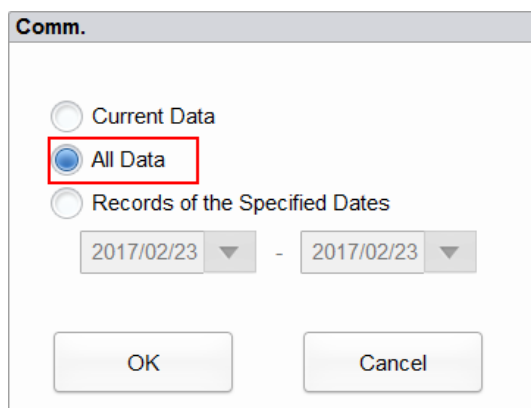 Comm.
Current Data
All Data
Records of the Specified Dates
2017/02/23 - 2017/02/23
OK Cancel